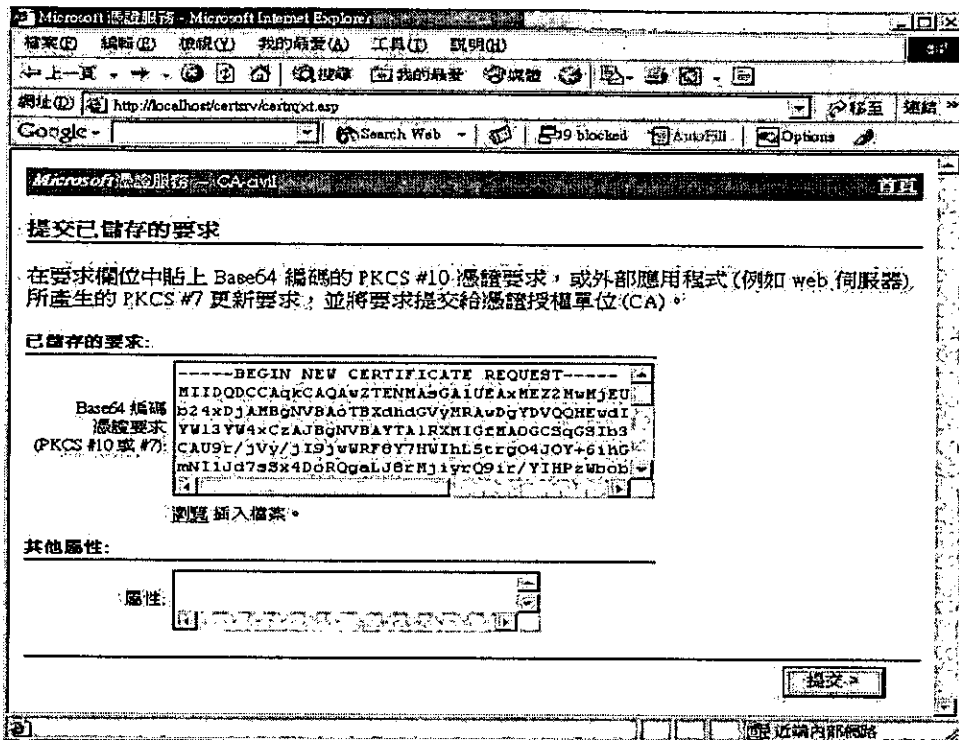 Microsoft 憑證服務 - Microsoft Internet Explorer
檔案(F) 編輯(E) 檢視(V) 我的最愛(A) 工具(T) 說明(H)
上一頁 搜尋 我的最愛 媒體
網址(D) http://localhost/certsrv/certrqxt.asp 移至 連結 »
Google - Search Web 39 blocked AutoFill Options
Microsoft 憑證服務 -- CA-civil 首頁
提交已儲存的要求
在要求欄位中貼上 Base64 編碼的 PKCS #10 憑證要求，或外部應用程式 (例如 web 伺服器)
所產生的 PKCS #7 更新要求，並將要求提交給憑證授權單位 (CA)。
已儲存的要求:
Base64 編碼
憑證要求
(PKCS #10 或 #7):
-----BEGIN NEW CERTIFICATE REQUEST-----
MIIDQDCCAqkCAQAwZTENMAsGA1UEAxMEZ2MwMjEU
b24xDjAMBgNVBAoTBXdhdGVyMRAwDgYDVQQHEwdI
YW13YW4xCzAJBgNVBAYTAlRXMIGfMA0GCSqGSIb3
CAU9r/jVy/jI9jwWRF8Y7HWIhLStrgO4JOY+6ihG
mNI1Jd7sSx4DoRQgaLJ8rMjiyrQ9ir/YIHPzWbob
瀏覽 插入檔案。
其他屬性:
屬性:
提交 >
近端內部網路